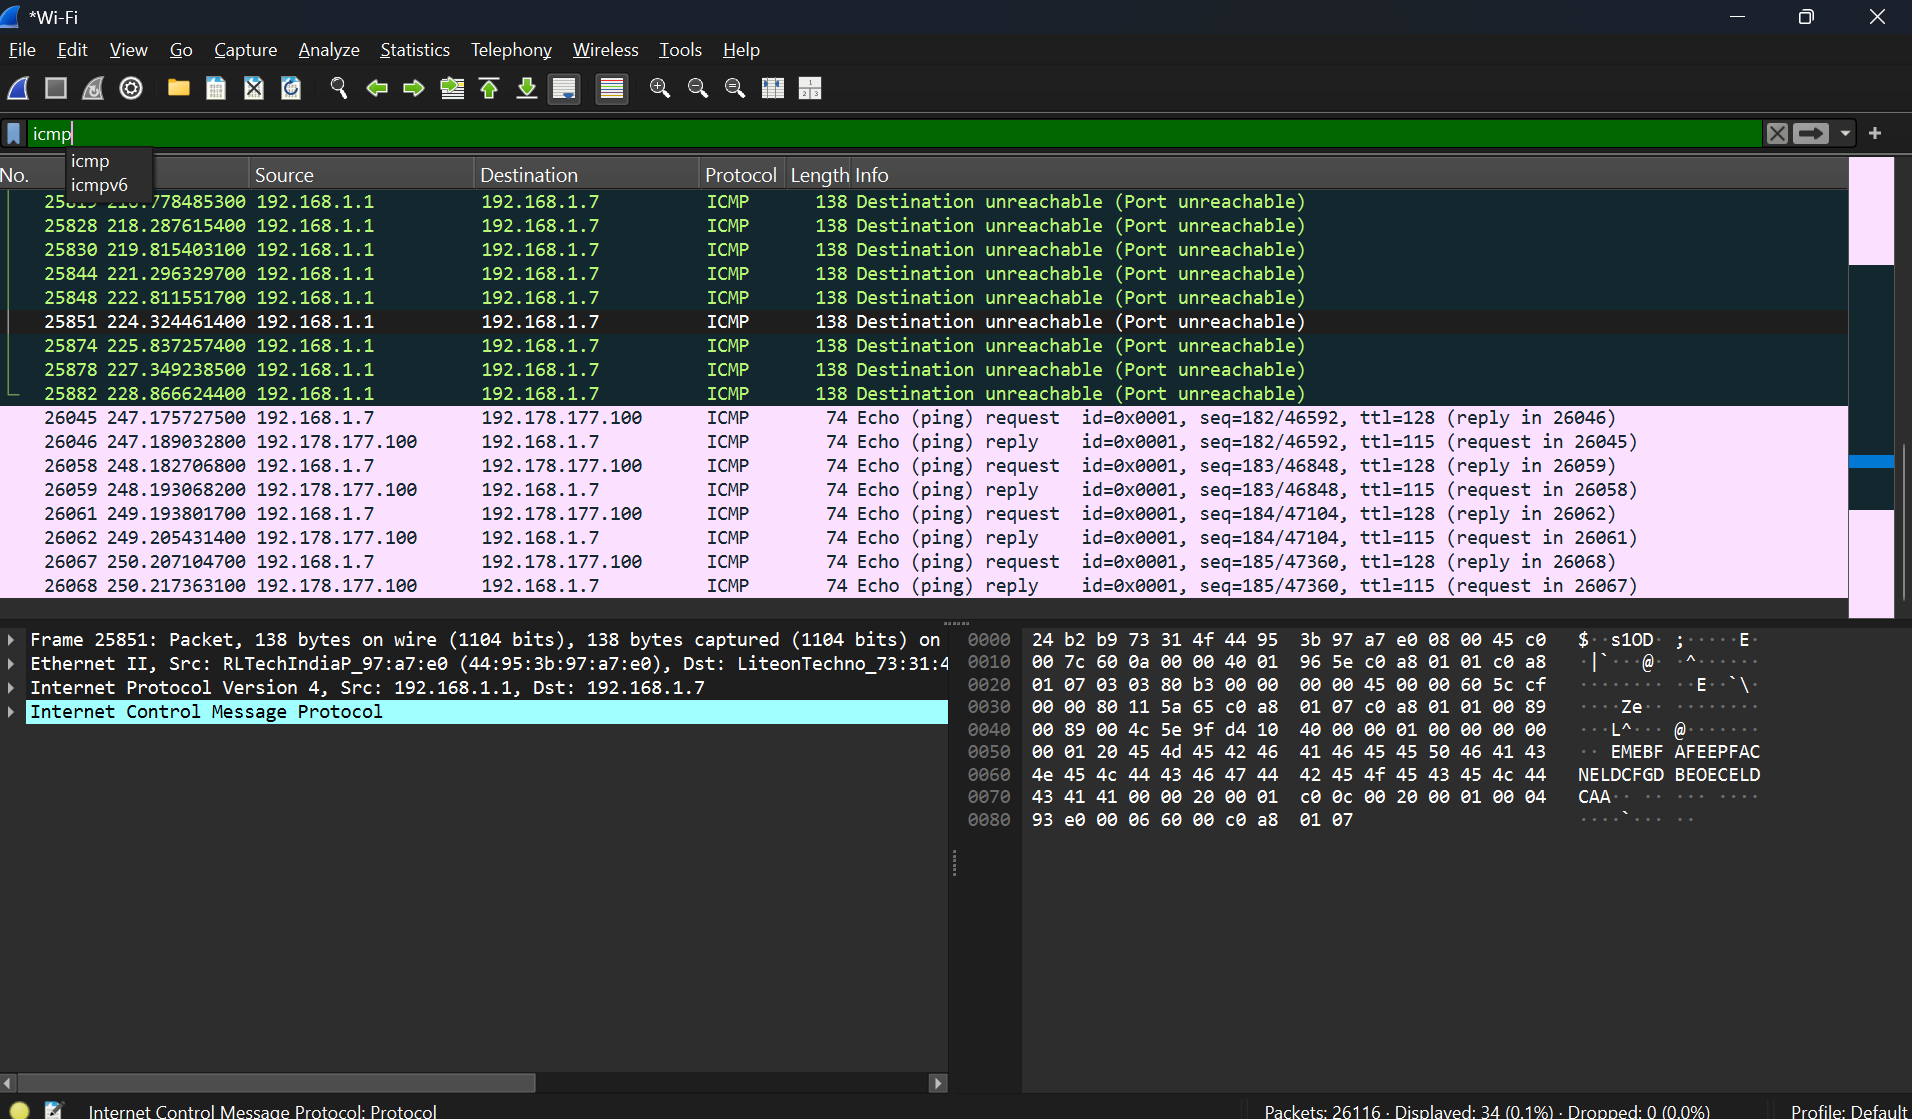 *Wi-Fi
File Edit View Go Capture Analyze Statistics Telephony Wireless Tools Help
icmp
icmp
icmpv6
No. Source Destination Protocol Length Info
778485300 192.168.1.1 192.168.1.7 ICMP 138 Destination unreachable (Port unreachable)
25828 218.287615400 192.168.1.1 192.168.1.7 ICMP 138 Destination unreachable (Port unreachable)
25830 219.815403100 192.168.1.1 192.168.1.7 ICMP 138 Destination unreachable (Port unreachable)
25844 221.296329700 192.168.1.1 192.168.1.7 ICMP 138 Destination unreachable (Port unreachable)
25848 222.811551700 192.168.1.1 192.168.1.7 ICMP 138 Destination unreachable (Port unreachable)
25851 224.324461400 192.168.1.1 192.168.1.7 ICMP 138 Destination unreachable (Port unreachable)
25874 225.837257400 192.168.1.1 192.168.1.7 ICMP 138 Destination unreachable (Port unreachable)
25878 227.349238500 192.168.1.1 192.168.1.7 ICMP 138 Destination unreachable (Port unreachable)
25882 228.866624400 192.168.1.1 192.168.1.7 ICMP 138 Destination unreachable (Port unreachable)
26045 247.175727500 192.168.1.7 192.178.177.100 ICMP 74 Echo (ping) request id=0x0001, seq=182/46592, ttl=128 (reply in 26046)
26046 247.189032800 192.178.177.100 192.168.1.7 ICMP 74 Echo (ping) reply id=0x0001, seq=182/46592, ttl=115 (request in 26045)
26058 248.182706800 192.168.1.7 192.178.177.100 ICMP 74 Echo (ping) request id=0x0001, seq=183/46848, ttl=128 (reply in 26059)
26059 248.193068200 192.178.177.100 192.168.1.7 ICMP 74 Echo (ping) reply id=0x0001, seq=183/46848, ttl=115 (request in 26058)
26061 249.193801700 192.168.1.7 192.178.177.100 ICMP 74 Echo (ping) request id=0x0001, seq=184/47104, ttl=128 (reply in 26062)
26062 249.205431400 192.178.177.100 192.168.1.7 ICMP 74 Echo (ping) reply id=0x0001, seq=184/47104, ttl=115 (request in 26061)
26067 250.207104700 192.168.1.7 192.178.177.100 ICMP 74 Echo (ping) request id=0x0001, seq=185/47360, ttl=128 (reply in 26068)
26068 250.217363100 192.178.177.100 192.168.1.7 ICMP 74 Echo (ping) reply id=0x0001, seq=185/47360, ttl=115 (request in 26067)
Frame 25851: Packet, 138 bytes on wire (1104 bits), 138 bytes captured (1104 bits) on
Ethernet II, Src: RLTechIndiaP_97:a7:e0 (44:95:3b:97:a7:e0), Dst: LiteonTechno_73:31:4
Internet Protocol Version 4, Src: 192.168.1.1, Dst: 192.168.1.7
Internet Control Message Protocol
0000 24 b2 b9 73 31 4f 44 95 3b 97 a7 e0 08 00 45 c0 $··s1OD· ;·····E·
0010 00 7c 60 0a 00 00 40 01 96 5e c0 a8 01 01 c0 a8 ·|`···@· ·^······
0020 01 07 03 03 80 b3 00 00 00 00 45 00 00 60 5c cf ········ ··E··`\·
0030 00 00 80 11 5a 65 c0 a8 01 07 c0 a8 01 01 00 89 ····Ze·· ········
0040 00 89 00 4c 5e 9f d4 10 40 00 00 01 00 00 00 00 ···L^··· @·······
0050 00 01 20 45 4d 45 42 46 41 46 45 45 50 46 41 43 ·· EMEBF AFEEPFAC
0060 4e 45 4c 44 43 46 47 44 42 45 4f 45 43 45 4c 44 NELDCFGD BEOECELD
0070 43 41 41 00 00 20 00 01 c0 0c 00 20 00 01 00 04 CAA·· ·· ··· ····
0080 93 e0 00 06 60 00 c0 a8 01 07 ····`··· ··
Internet Control Message Protocol: Protocol
Packets: 26116 · Displayed: 34 (0.1%) · Dropped: 0 (0.0%)
Profile: Default